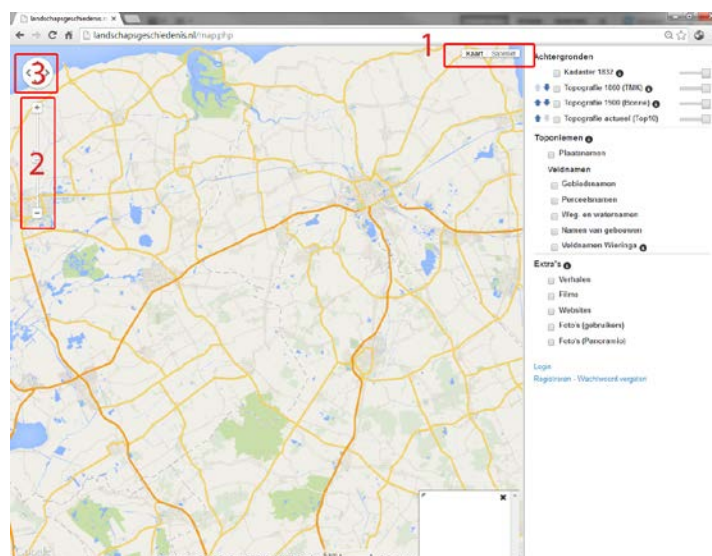 landschapsgeschiedenis.n
landschapsgeschiedenis.nl/map.php
1
Kaart Satelliet
3
2
Achtergronden
Kadaster 1832
Topografie 1800 (TMK)
Topografie 1900 (Bonne)
Topografie actueel (Top10)
Toponiemen
Plaatsnamen
Veldnamen
Gebiedsnamen
Perceelsnamen
Weg- en waternamen
Namen van gebouwen
Veldnamen Wieringa
Extra's
Verhalen
Films
Websites
Foto's (gebruikers)
Foto's (Panoramio)
Login
Registreren - Wachtwoord vergeten